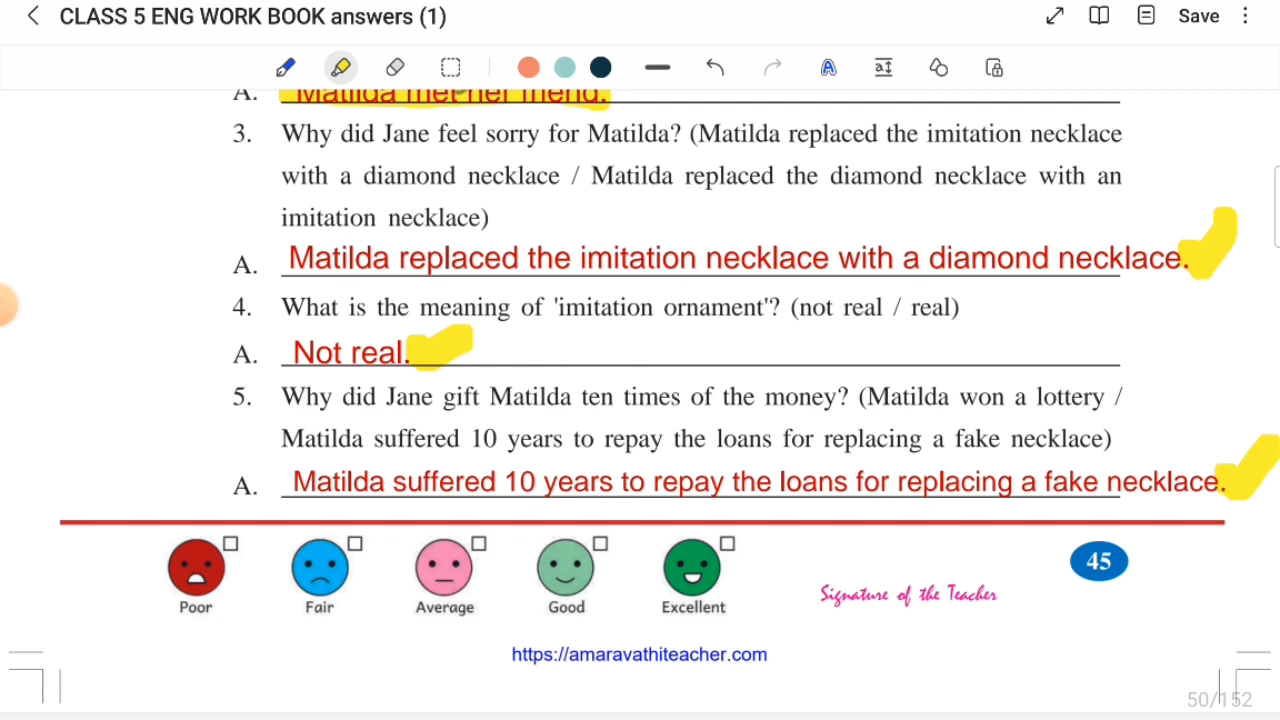 CLASS 5 ENG WORK BOOK answers (1)
Save
A. Matilda met her friend.
3. Why did Jane feel sorry for Matilda? (Matilda replaced the imitation necklace
with a diamond necklace / Matilda replaced the diamond necklace with an
imitation necklace)
A. Matilda replaced the imitation necklace with a diamond necklace.
4. What is the meaning of 'imitation ornament'? (not real / real)
A. Not real.
5. Why did Jane gift Matilda ten times of the money? (Matilda won a lottery /
Matilda suffered 10 years to repay the loans for replacing a fake necklace)
A. Matilda suffered 10 years to repay the loans for replacing a fake necklace.
Poor Fair Average Good Excellent
Signature of the Teacher
45
https://amaravathiteacher.com
50/152